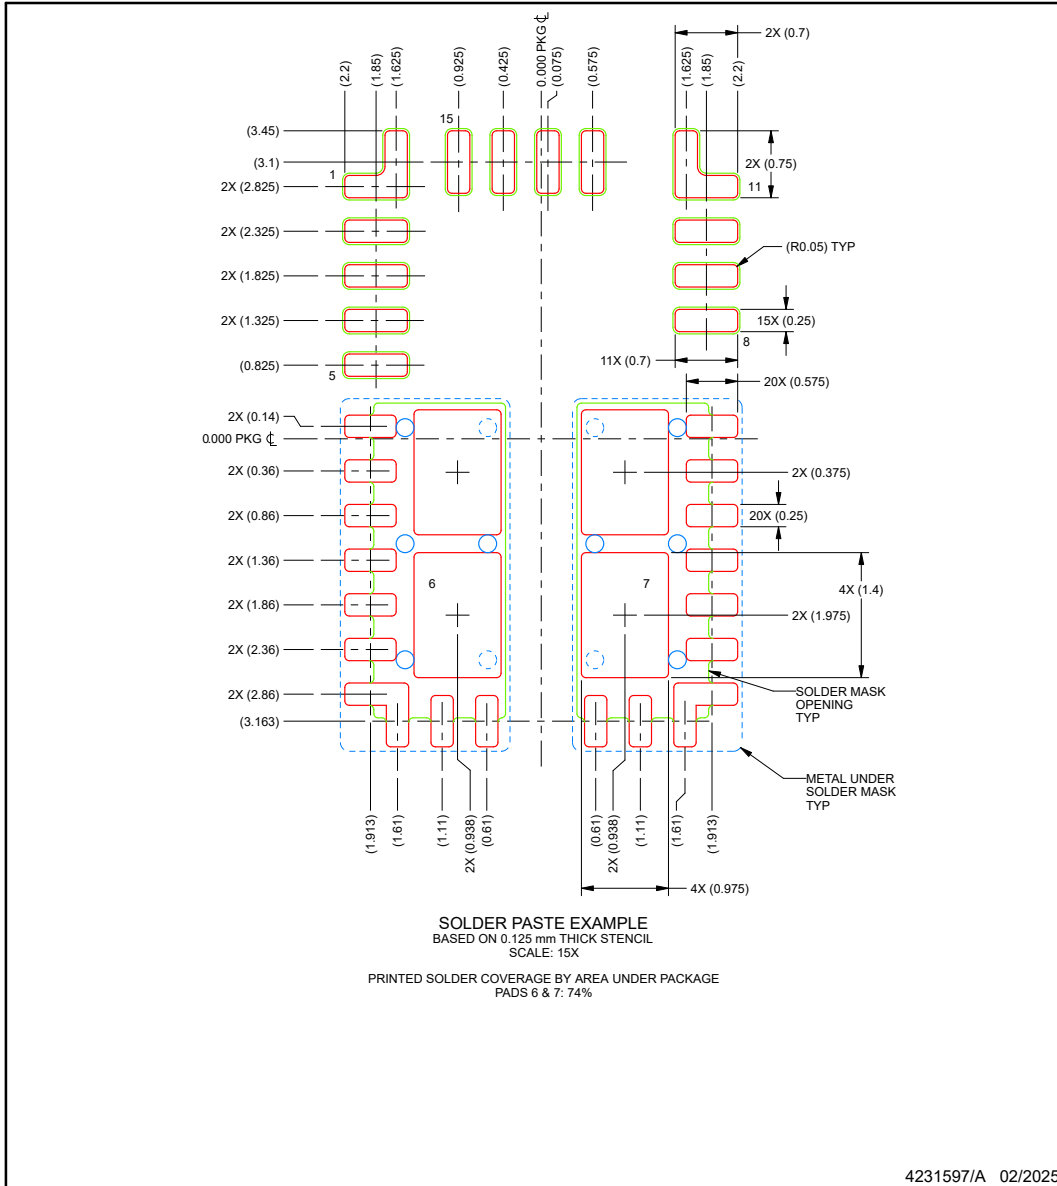 (2.2)
(1.85)
(1.625)
(0.925)
(0.425)
0.000 PKG ℄
(0.075)
(0.575)
(1.625)
(1.85)
(2.2)
2X (0.7)
(3.45)
(3.1)
2X (2.825)
2X (2.325)
2X (1.825)
2X (1.325)
(0.825)
1
15
5
2X (0.75)
11
(R0.05) TYP
15X (0.25)
8
11X (0.7)
20X (0.575)
2X (0.14)
0.000 PKG ℄
2X (0.36)
2X (0.86)
2X (1.36)
2X (1.86)
2X (2.36)
2X (2.86)
(3.163)
6
7
2X (0.375)
20X (0.25)
4X (1.4)
2X (1.975)
SOLDER MASK
OPENING
TYP
METAL UNDER
SOLDER MASK
TYP
(1.913)
(1.61)
(1.11)
2X (0.938)
(0.61)
(0.61)
2X (0.938)
(1.11)
(1.61)
(1.913)
4X (0.975)
SOLDER PASTE EXAMPLE
BASED ON 0.125 mm THICK STENCIL
SCALE: 15X
PRINTED SOLDER COVERAGE BY AREA UNDER PACKAGE
PADS 6 & 7: 74%
4231597/A 02/2025